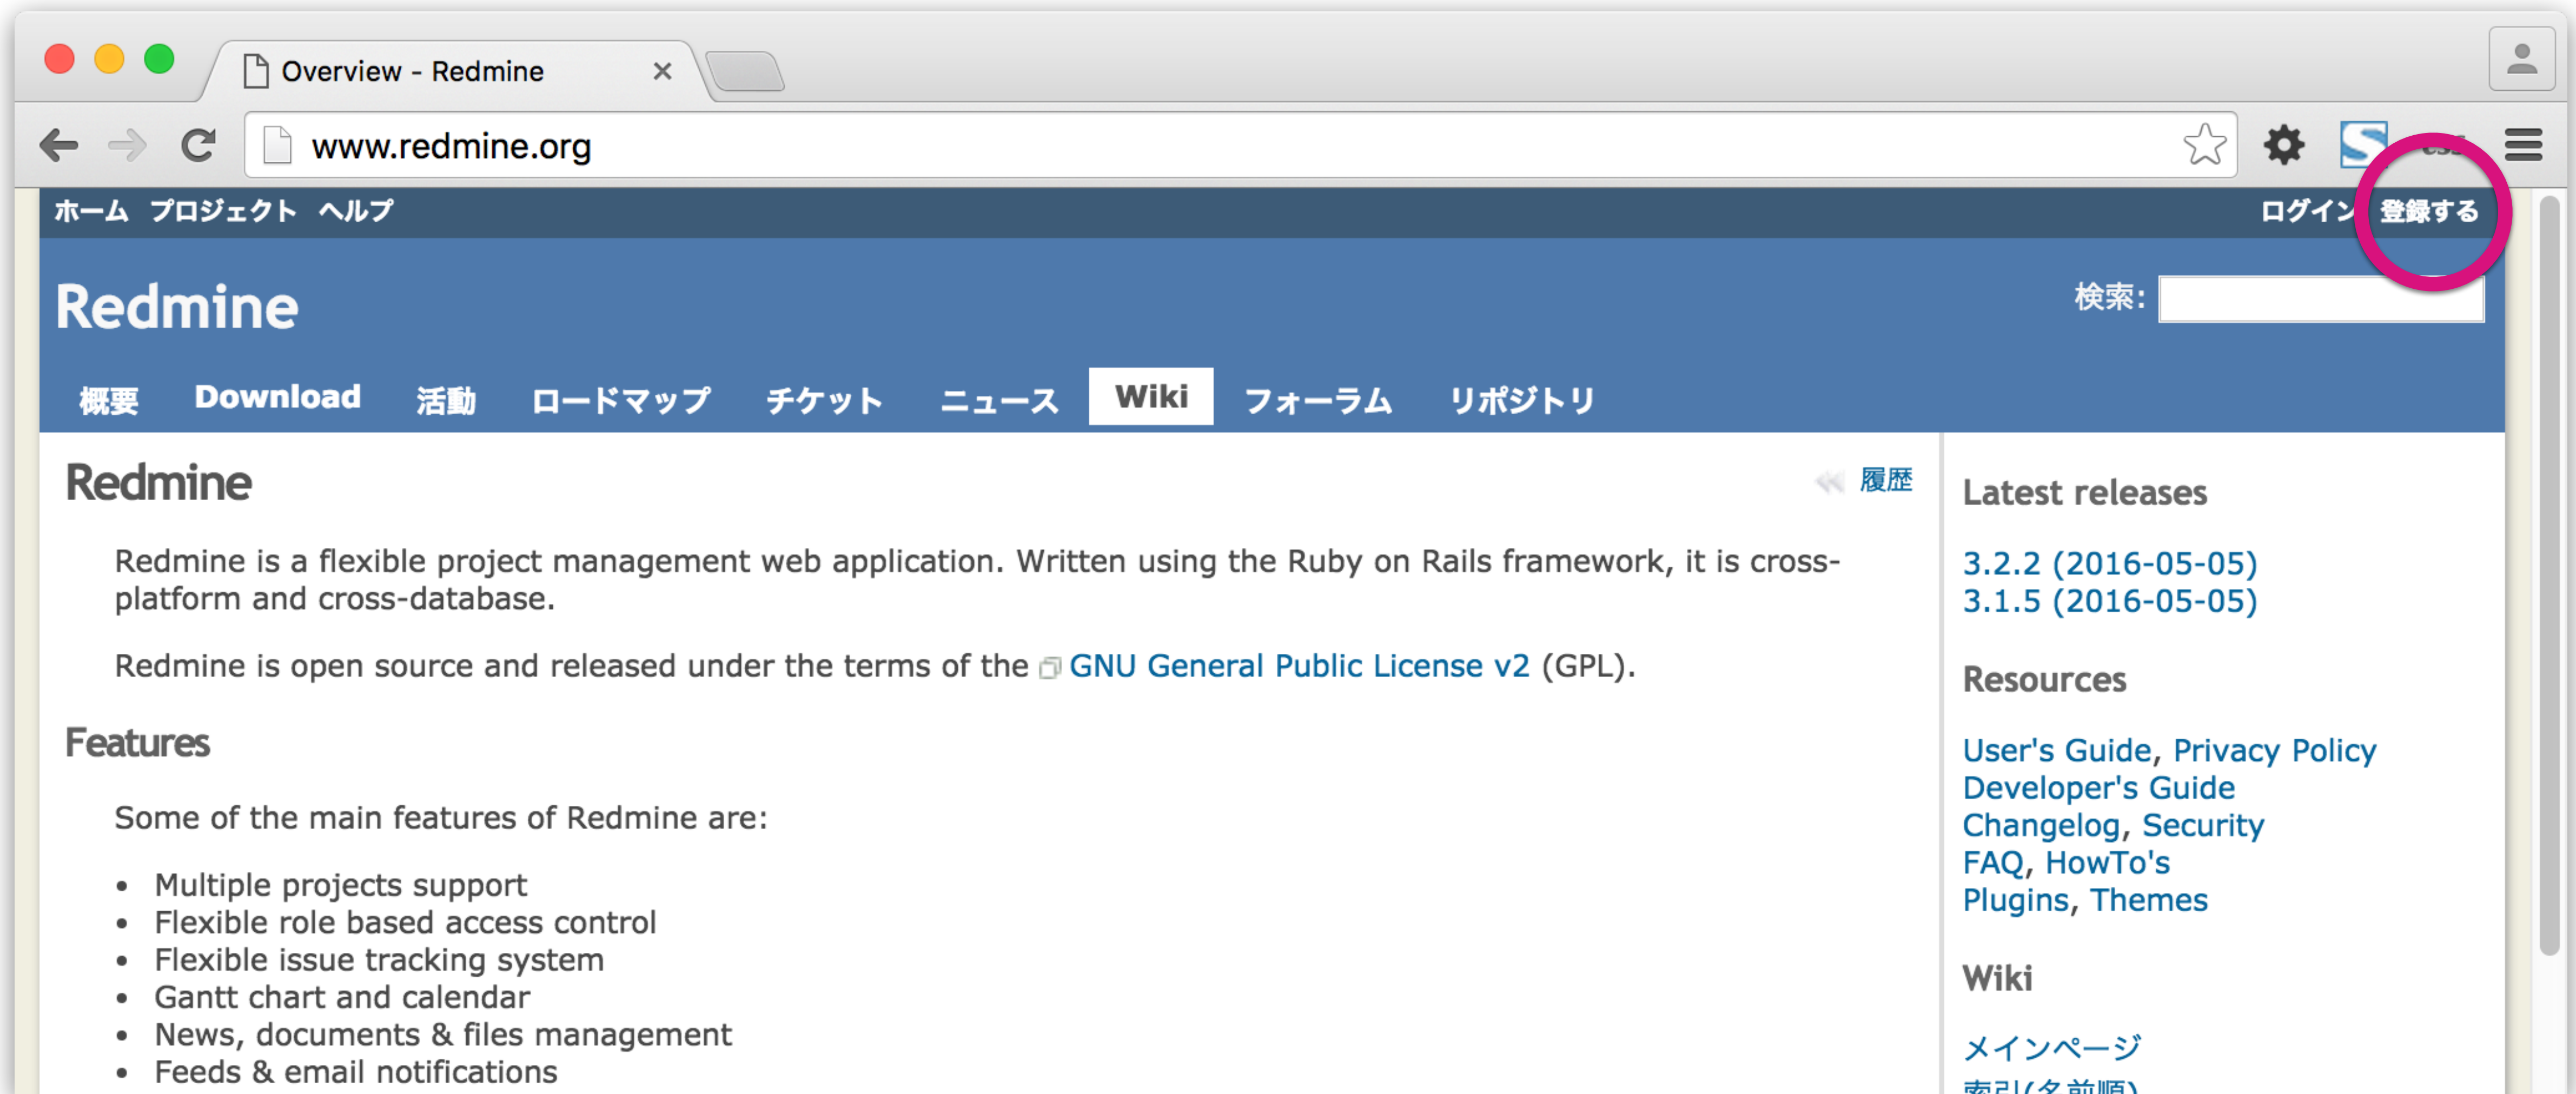 Overview - Redmine
www.redmine.org
css
ホーム プロジェクト ヘルプ
ログイン 登録する
Redmine
検索:
概要 Download 活動 ロードマップ チケット ニュース Wiki フォーラム リポジトリ
Redmine
履歴
Redmine is a flexible project management web application. Written using the Ruby on Rails framework, it is cross-
platform and cross-database.
Redmine is open source and released under the terms of the GNU General Public License v2 (GPL).
Features
Some of the main features of Redmine are:
• Multiple projects support
• Flexible role based access control
• Flexible issue tracking system
• Gantt chart and calendar
• News, documents & files management
• Feeds & email notifications
Latest releases
3.2.2 (2016-05-05)
3.1.5 (2016-05-05)
Resources
User's Guide, Privacy Policy
Developer's Guide
Changelog, Security
FAQ, HowTo's
Plugins, Themes
Wiki
メインページ
索引(名前順)